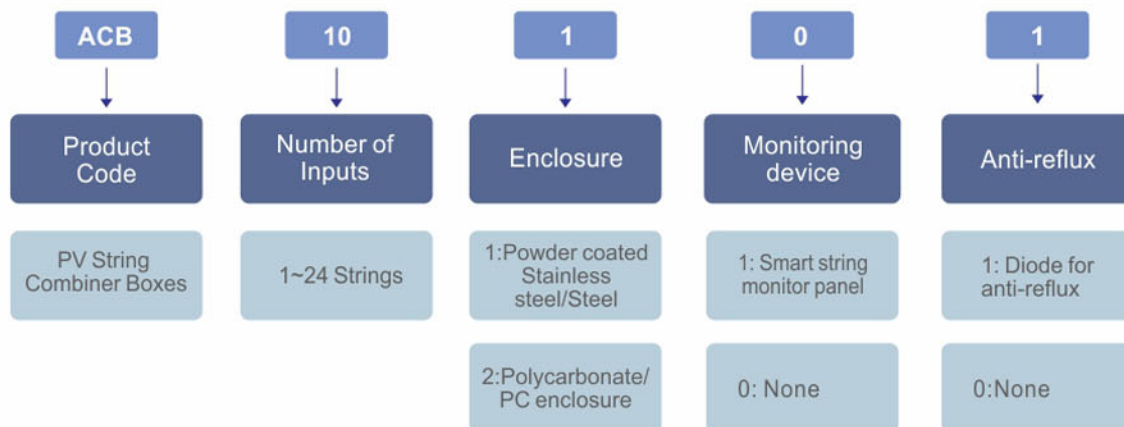 ACB
10
1
0
1
Product
Code
Number of
Inputs
Enclosure
Monitoring
device
Anti-reflux
PV String
Combiner Boxes
1~24 Strings
1:Powder coated
Stainless
steel/Steel
1: Smart string
monitor panel
1: Diode for
anti-reflux
2:Polycarbonate/
PC enclosure
0: None
0:None